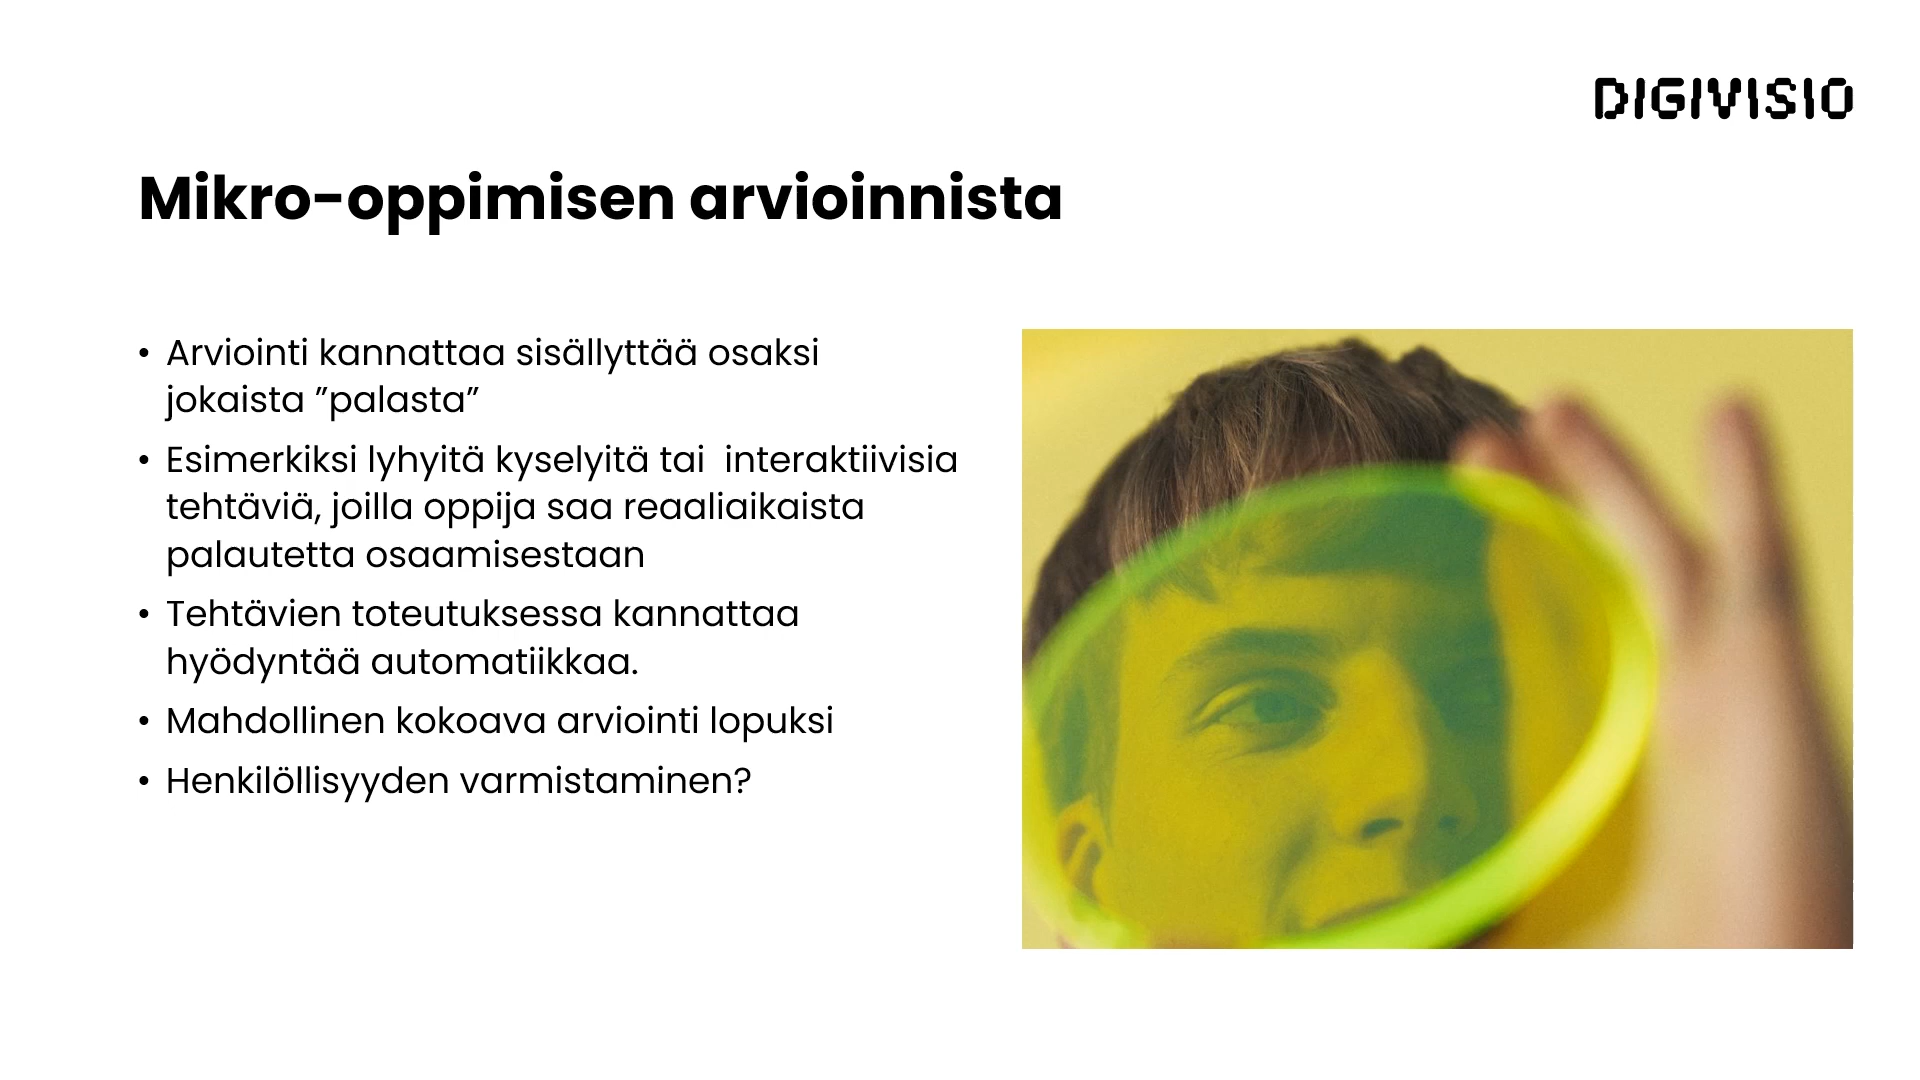 DIGIVISIO
Mikro-oppimisen arvioinnista
• Arviointi kannattaa sisällyttää osaksi
jokaista ”palasta”
• Esimerkiksi lyhyitä kyselyitä tai  interaktiivisia
tehtäviä, joilla oppija saa reaaliaikaista
palautetta osaamisestaan
• Tehtävien toteutuksessa kannattaa
hyödyntää automatiikkaa.
• Mahdollinen kokoava arviointi lopuksi
• Henkilöllisyyden varmistaminen?